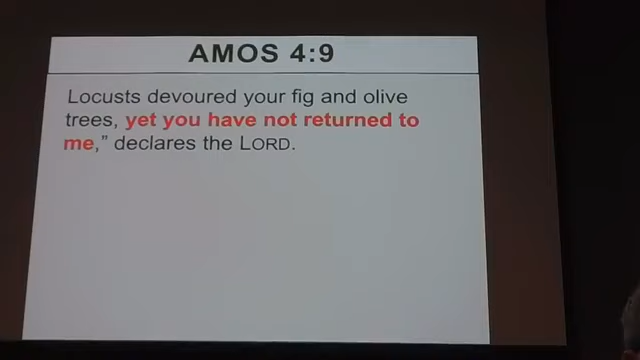 AMOS 4:9
Locusts devoured your fig and olive
trees, yet you have not returned to
me,” declares the LORD.